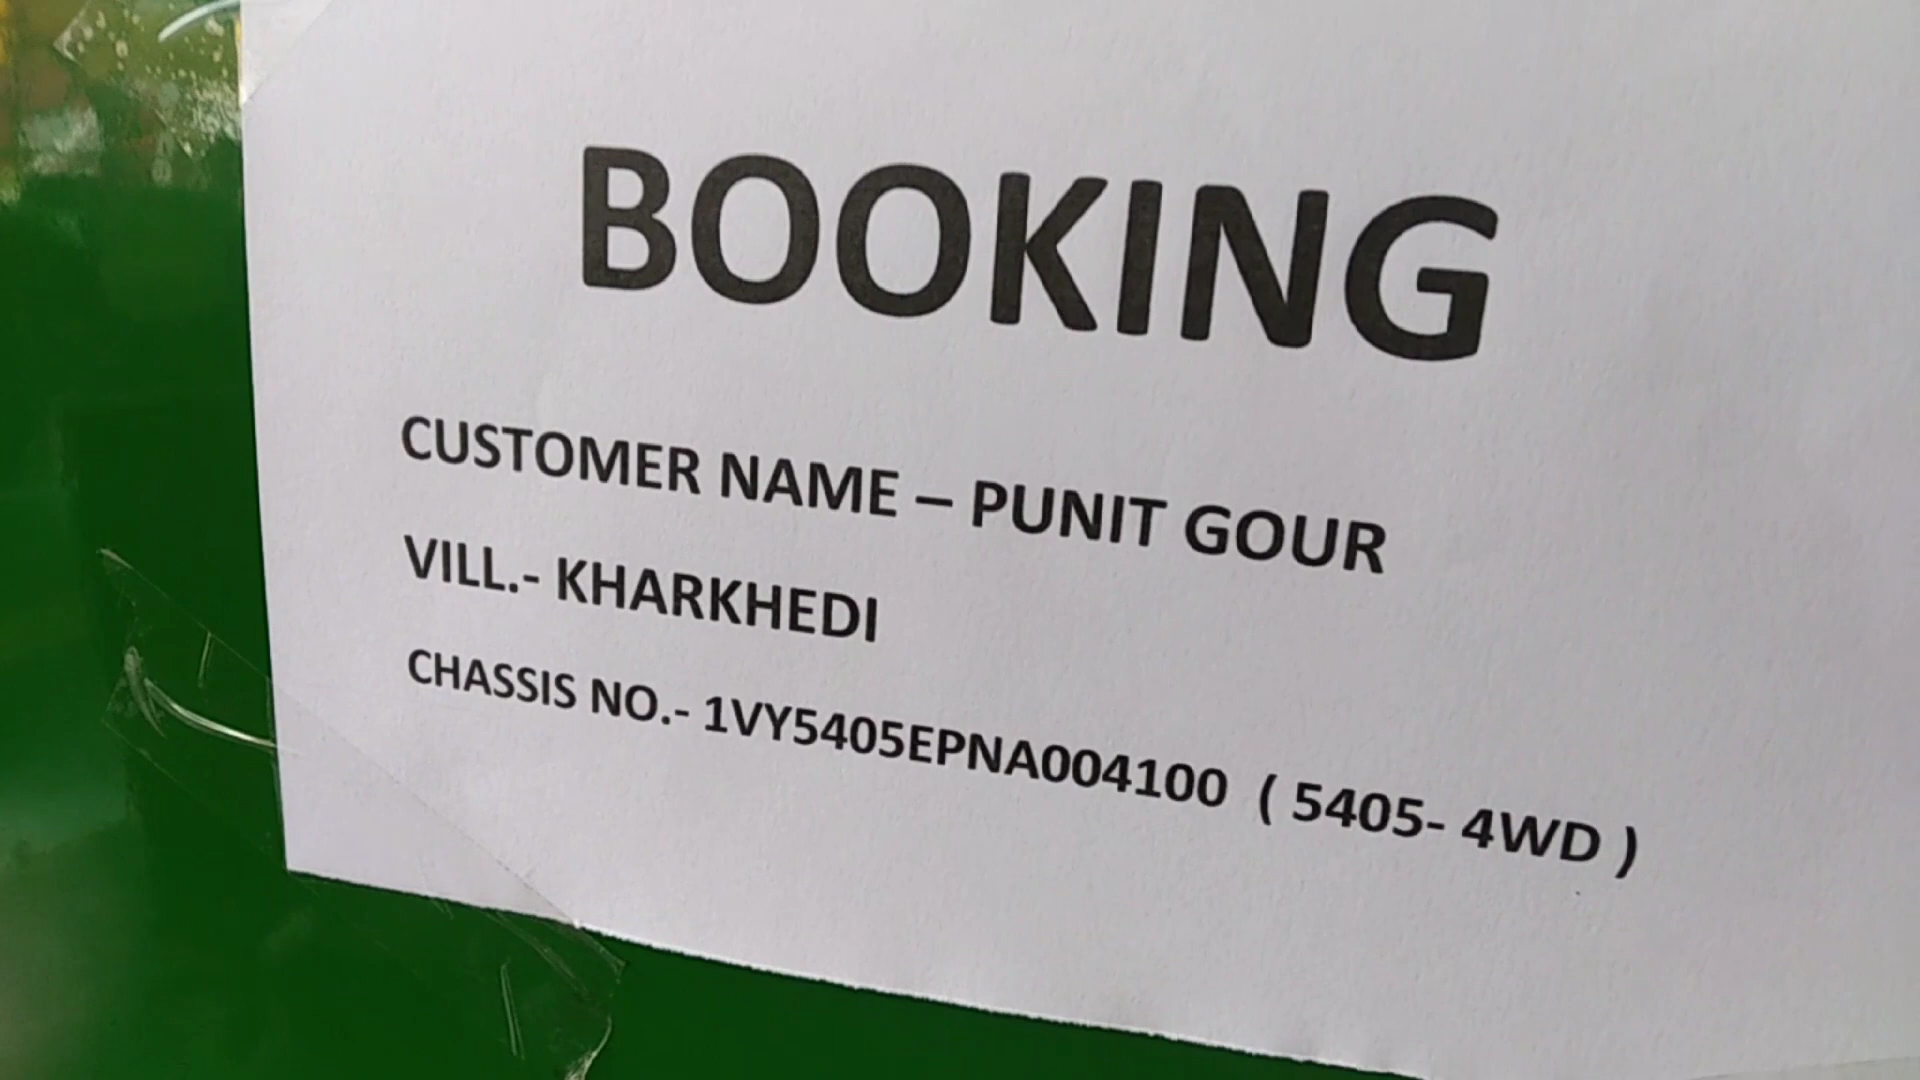 BOOKING
CUSTOMER NAME – PUNIT GOUR
VILL.- KHARKHEDI
CHASSIS NO.- 1VY5405EPNA004100 ( 5405- 4WD )